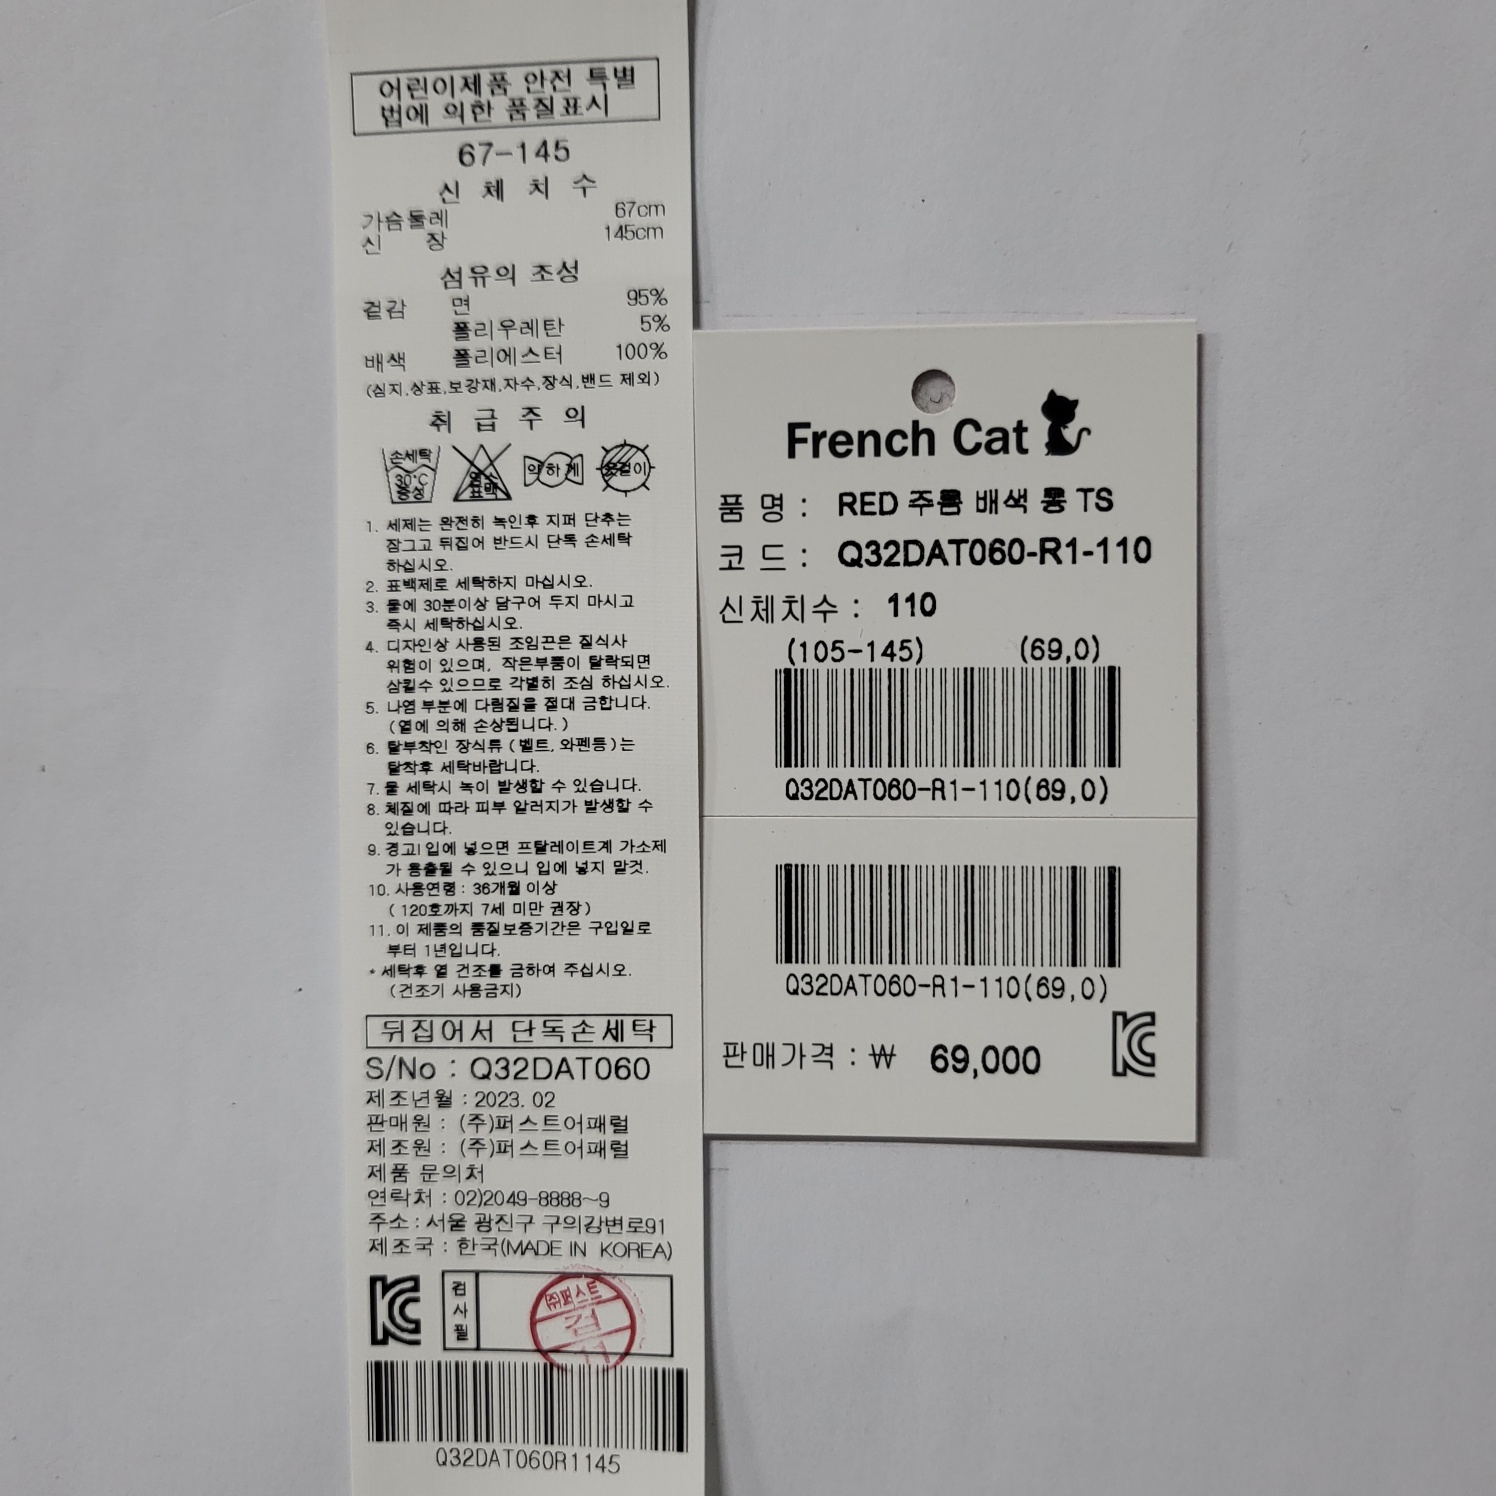 어린이제품 안전 특별
법에 의한 품질표시
67-145
신 체 치 수
가슴둘레 67cm
신 장 145cm
섬유의 조성
겉감 면 95%
폴리우레탄 5%
배색 폴리에스터 100%
(심지,상표,보강재,자수,장식,밴드 제외)
취 급 주 의
손세탁
30°C
중성
염소
표백
약하게
옷걸이
1. 세제는 완전히 녹인후 지퍼 단추는
잠그고 뒤집어 반드시 단독 손세탁
하십시오.
2. 표백제로 세탁하지 마십시오.
3. 물에 30분이상 담구어 두지 마시고
즉시 세탁하십시오.
4. 디자인상 사용된 조임끈은 질식사
위험이 있으며, 작은부품이 탈락되면
삼킬수 있으므로 각별히 조심 하십시오.
5. 나염 부분에 다림질을 절대 금합니다.
(열에 의해 손상됩니다.)
6. 탈부착인 장식류 (벨트, 와펜등)는
탈착후 세탁바랍니다.
7. 물 세탁시 녹이 발생할 수 있습니다.
8. 체질에 따라 피부 알러지가 발생할 수
있습니다.
9. 경고! 입에 넣으면 프탈레이트계 가소제
가 용출될 수 있으니 입에 넣지 말것.
10. 사용연령 : 36개월 이상
( 120호까지 7세 미만 권장 )
11. 이 제품의 품질보증기간은 구입일로
부터 1년입니다.
* 세탁후 열 건조를 금하여 주십시오.
(건조기 사용금지)
뒤집어서 단독손세탁
S/No : Q32DAT060
제조년월 : 2023. 02
판매원 : (주)퍼스트어패럴
제조원 : (주)퍼스트어패럴
제품 문의처
연락처 : 02)2049-8888~9
주소 : 서울 광진구 구의강변로91
제조국 : 한국(MADE IN KOREA)
KC
검사필
㈜퍼스트
검
11
Q32DAT060R1145
French Cat
품 명 : RED 주름 배색 롱 TS
코 드 : Q32DAT060-R1-110
신체치수 : 110
(105-145) (69,0)
Q32DAT060-R1-110(69,0)
Q32DAT060-R1-110(69,0)
판매가격 : ₩ 69,000
KC